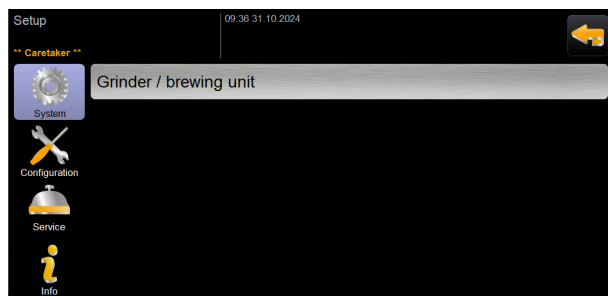 Setup
09:36 31.10.2024
** Caretaker **
System
Grinder / brewing unit
Configuration
Service
Info